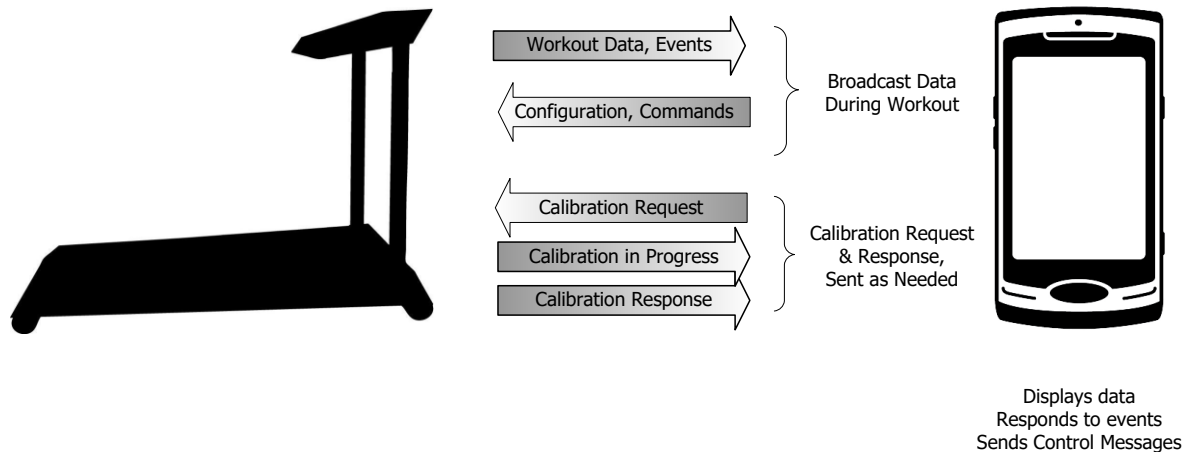 Workout Data, Events
Configuration, Commands
Broadcast Data
During Workout
Calibration Request
Calibration in Progress
Calibration Response
Calibration Request
& Response,
Sent as Needed
Displays data
Responds to events
Sends Control Messages